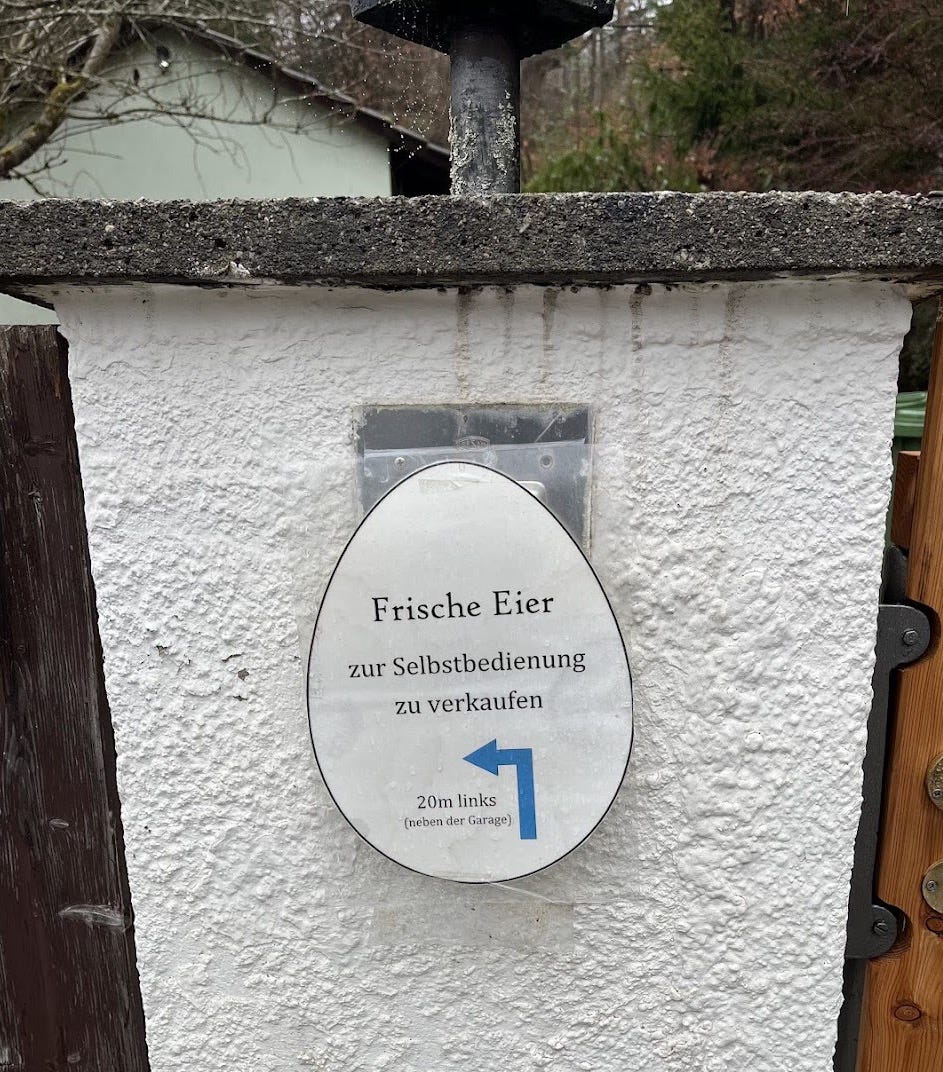 Frische Eier
zur Selbstbedienung
zu verkaufen
20m links
(neben der Garage)